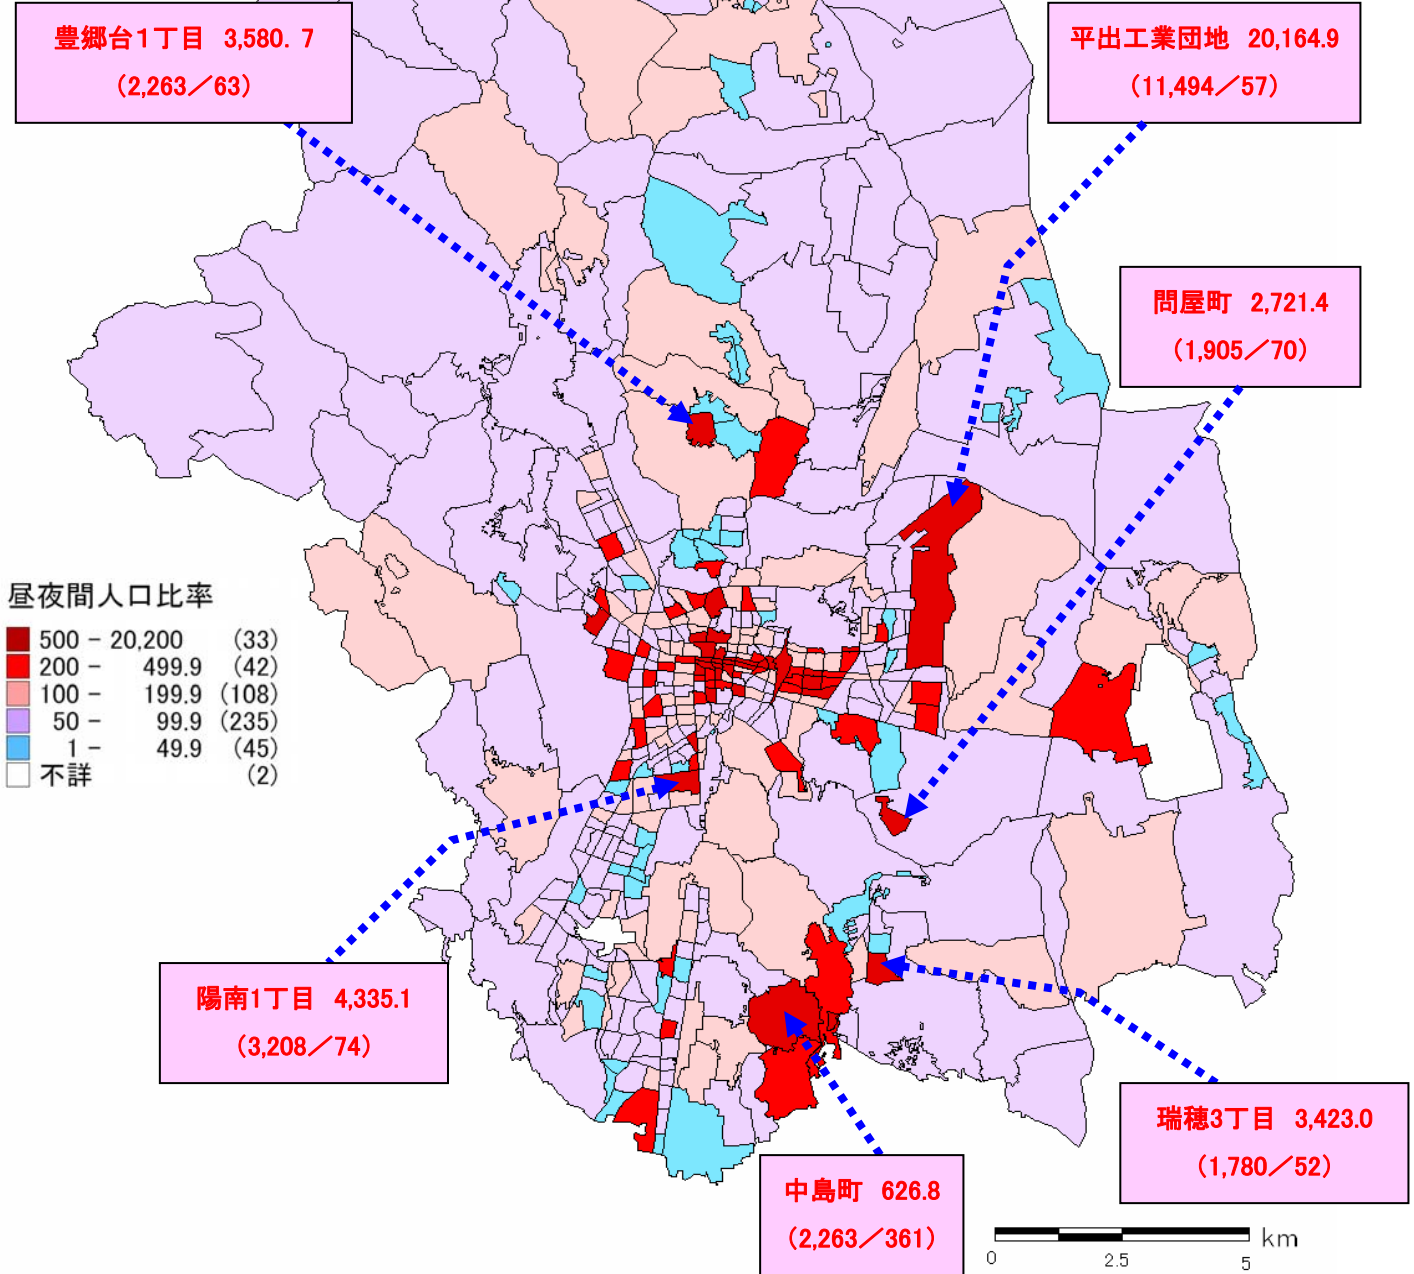 豊郷台1丁目 3,580.7
(2,263／63)
平出工業団地 20,164.9
(11,494／57)
問屋町 2,721.4
(1,905／70)
昼夜間人口比率
500 - 20,200 (33)
200 - 499.9 (42)
100 - 199.9 (108)
50 - 99.9 (235)
1 - 49.9 (45)
不詳 (2)
陽南1丁目 4,335.1
(3,208／74)
瑞穂3丁目 3,423.0
(1,780／52)
中島町 626.8
(2,263／361)
km
0 2.5 5